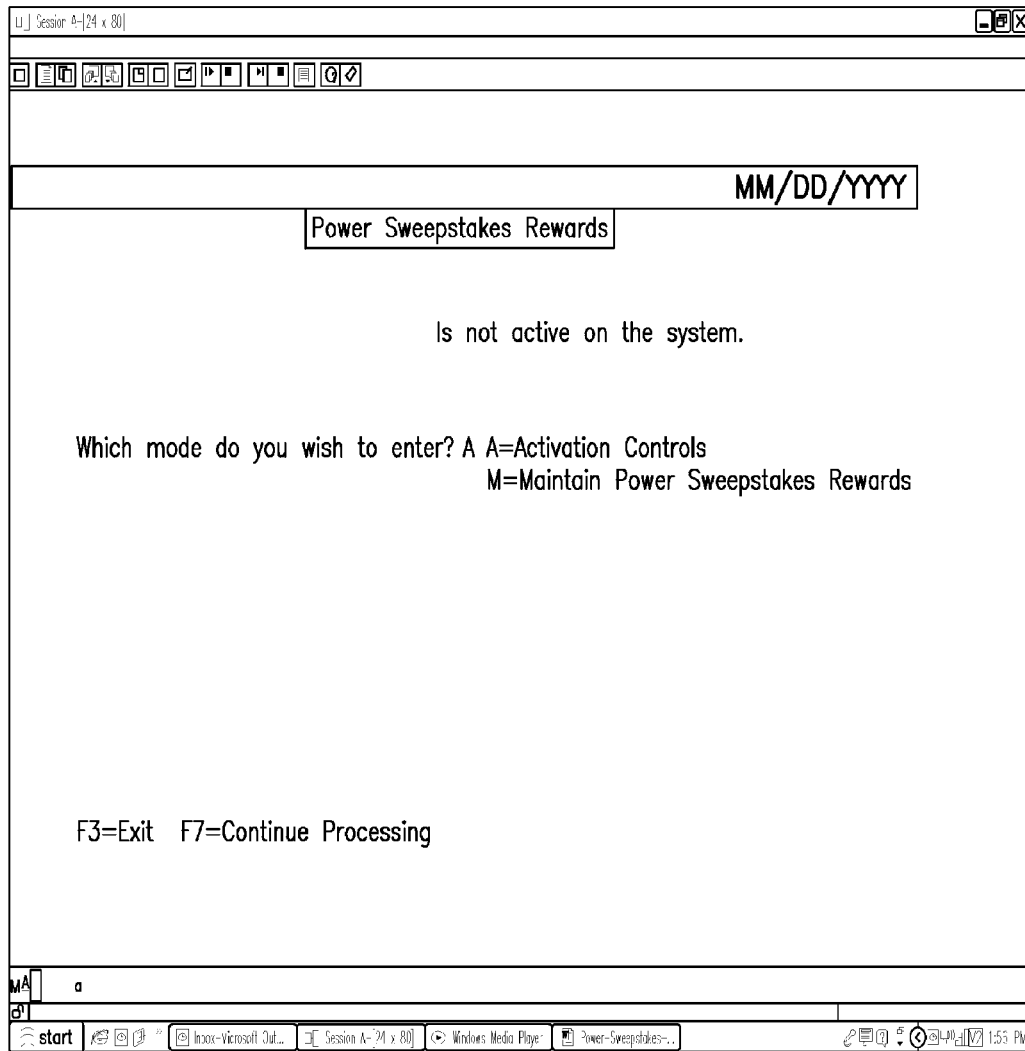 Session A-[24 x 80]
MM/DD/YYYY
Power Sweepstakes Rewards
Is not active on the system.
Which mode do you wish to enter? A A=Activation Controls
M=Maintain Power Sweepstakes Rewards
F3=Exit F7=Continue Processing
MA a
start Inbox-Microsoft Out... Session A-[24 x 80] Windows Media Player Power-Sweepstakes-... 1:55 PM